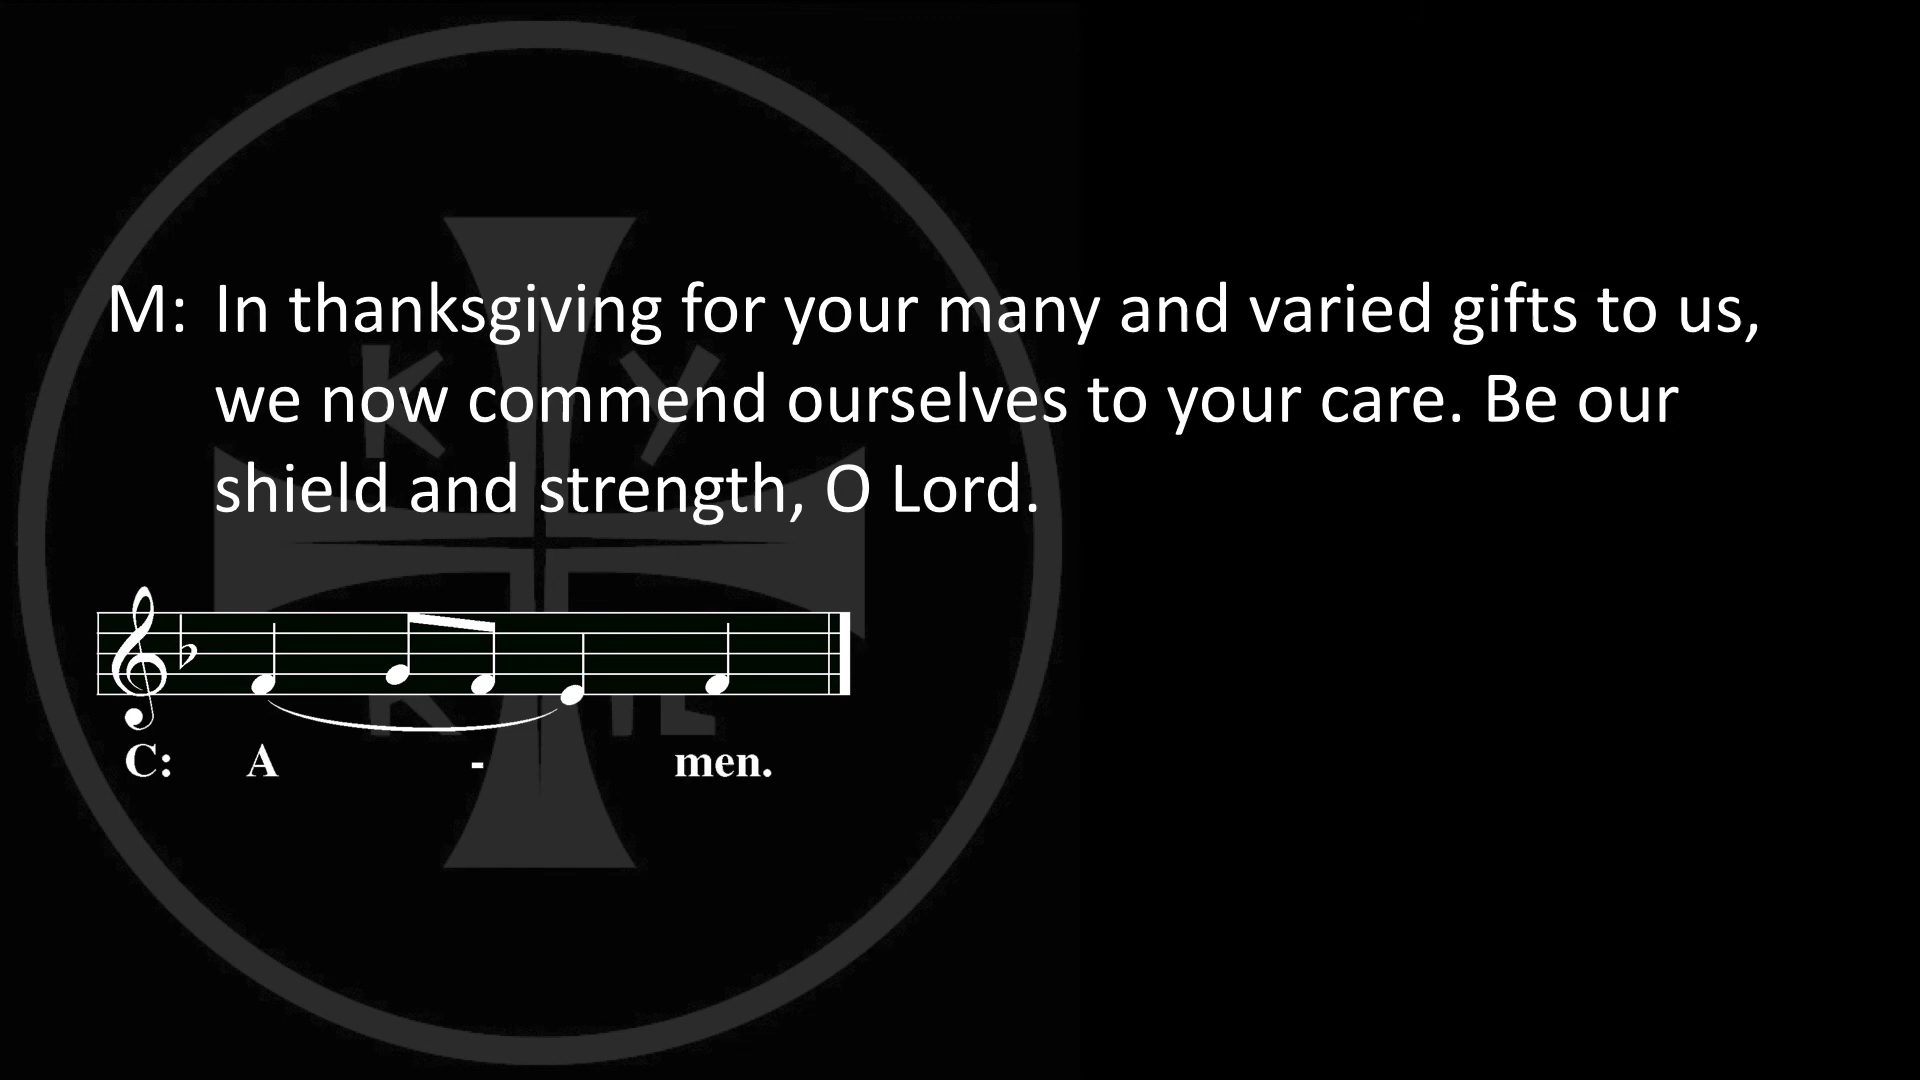 M: In thanksgiving for your many and varied gifts to us,
we now commend ourselves to your care. Be our
shield and strength, O Lord.
K Y
C: A - men.